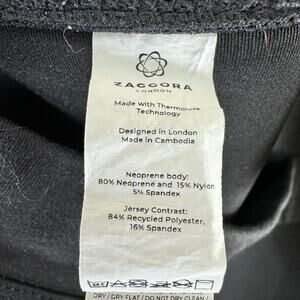 ZAGGORA
LONDON
Made with Thermoluxe
Technology
Designed in London
Made in Cambodia
Neoprene body:
80% Neoprene and 15% Nylon
5% Spandex
Jersey Contrast:
84% Recycled Polyester,
16% Spandex
DRY / DRY FLAT / DO NOT DRY CLEAN /